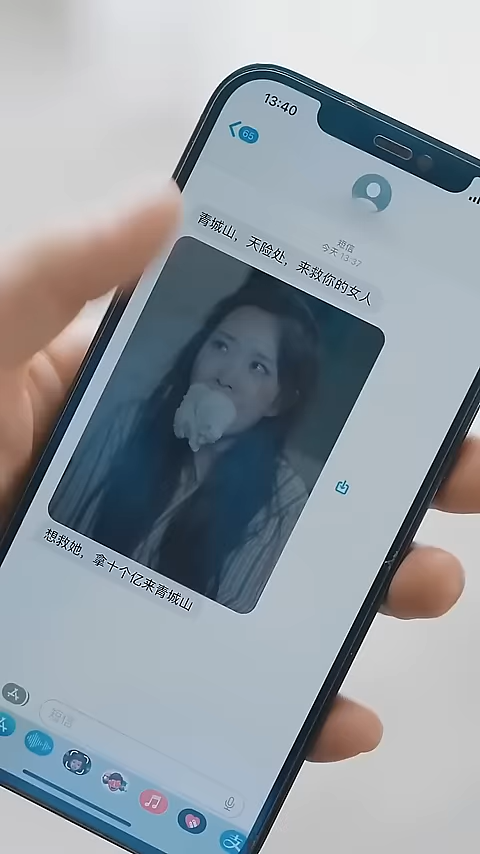 13:40
65
短信
今天 13:37
青城山，天险处，来救你的女人
想救她，拿十个亿来青城山
短信